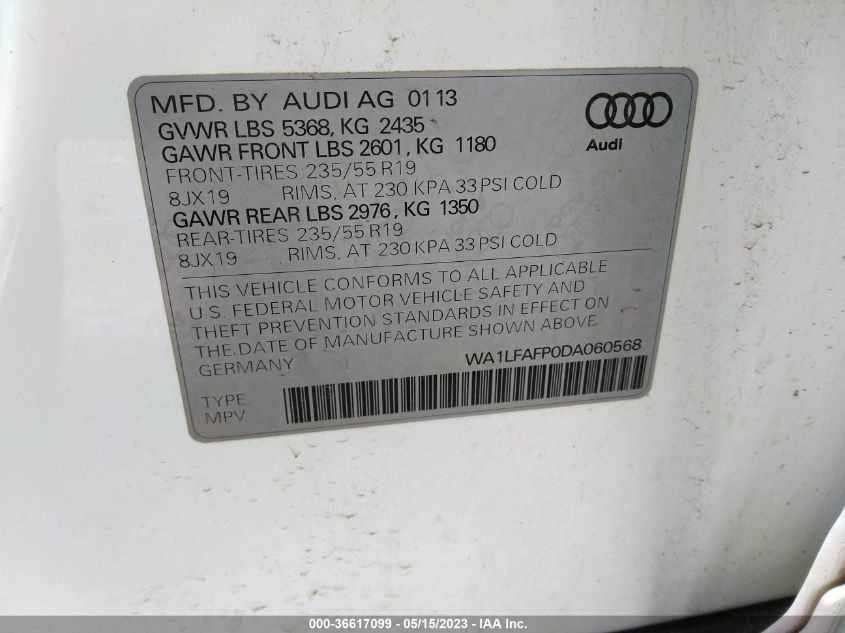 MFD. BY AUDI AG 01 13
GVWR LBS 5368, KG 2435
GAWR FRONT LBS 2601, KG 1180
FRONT-TIRES 235/55 R19
8JX19 RIMS, AT 230 KPA 33 PSI COLD
GAWR REAR LBS 2976, KG 1350
REAR-TIRES 235/55 R19
8JX19 RIMS, AT 230 KPA 33 PSI COLD
Audi
THIS VEHICLE CONFORMS TO ALL APPLICABLE
U.S. FEDERAL MOTOR VEHICLE SAFETY AND
THEFT PREVENTION STANDARDS IN EFFECT ON
THE DATE OF MANUFACTURE SHOWN ABOVE.
GERMANY WA1LFAFP0DA060568
TYPE:
MPV
000-36617099 - 05/15/2023 - IAA Inc.